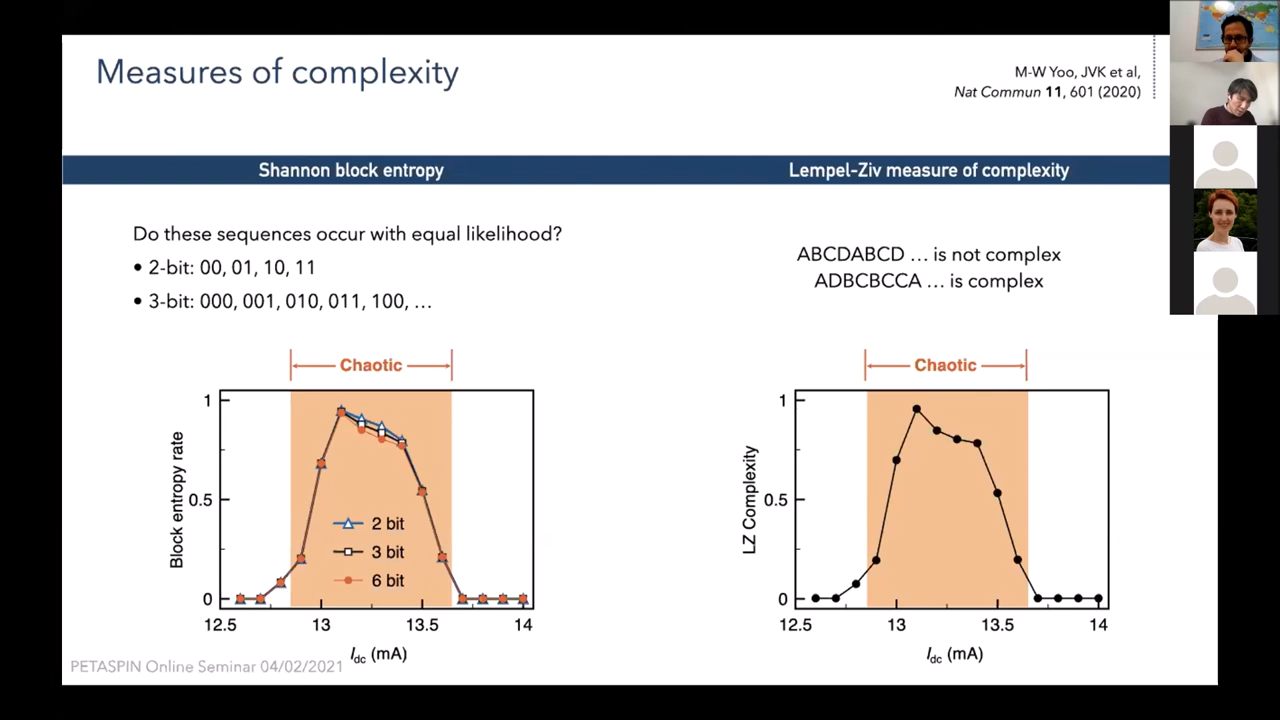 Measures of complexity
M-W Yoo, JVK et al,
Nat Commun 11, 601 (2020)
Shannon block entropy
Lempel-Ziv measure of complexity
Do these sequences occur with equal likelihood?
• 2-bit: 00, 01, 10, 11
• 3-bit: 000, 001, 010, 011, 100, …
ABCDABCD … is not complex
ADBCBCCA … is complex
Chaotic
Block entropy rate
1
0.5
0
2 bit
3 bit
6 bit
12.5 13 13.5 14
Idc (mA)
Chaotic
LZ Complexity
1
0.5
0
12.5 13 13.5 14
Idc (mA)
PETASPIN Online Seminar 04/02/2021